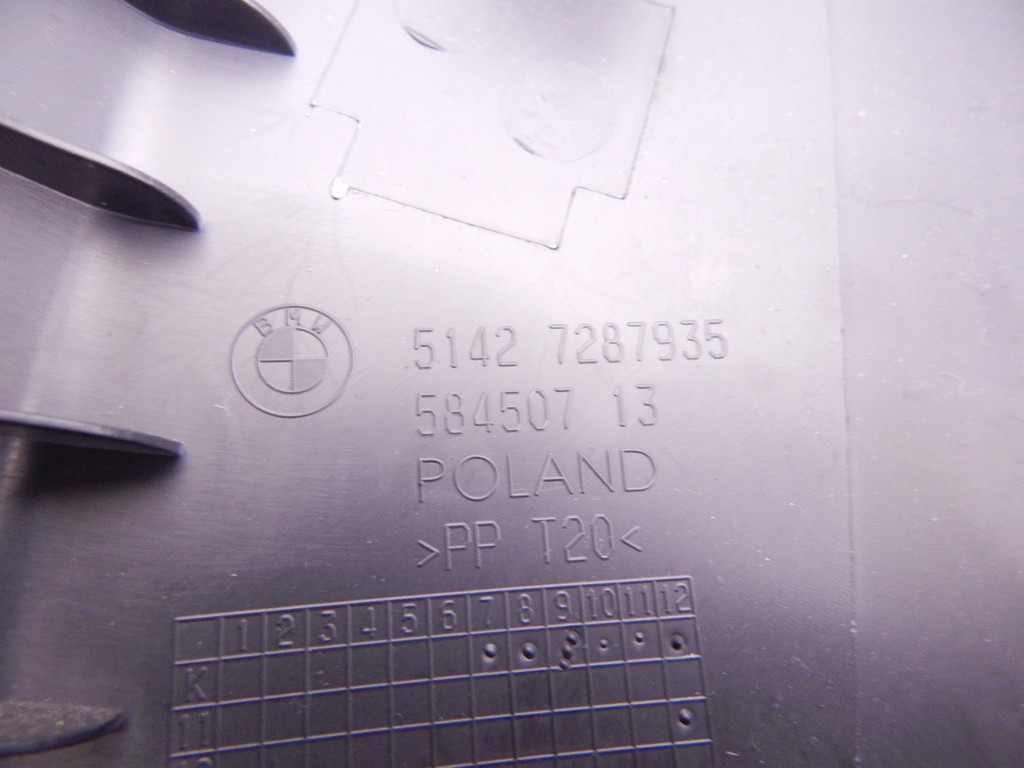 BMW
5142 7287935
584507 13
POLAND
>PP T20<
1 2 3 4 5 6 7 8 9 10 11 12
K
11